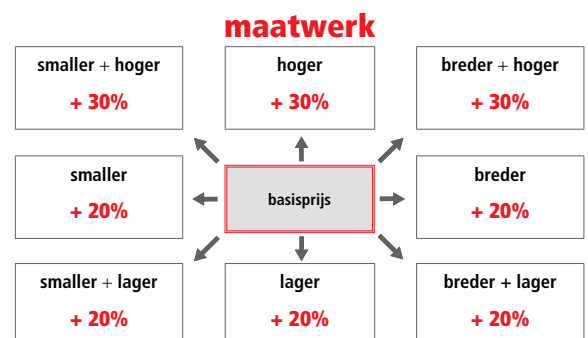 maatwerk
smaller + hoger
+ 30%
hoger
+ 30%
breder + hoger
+ 30%
smaller
+ 20%
basisprijs
breder
+ 20%
smaller + lager
+ 20%
lager
+ 20%
breder + lager
+ 20%